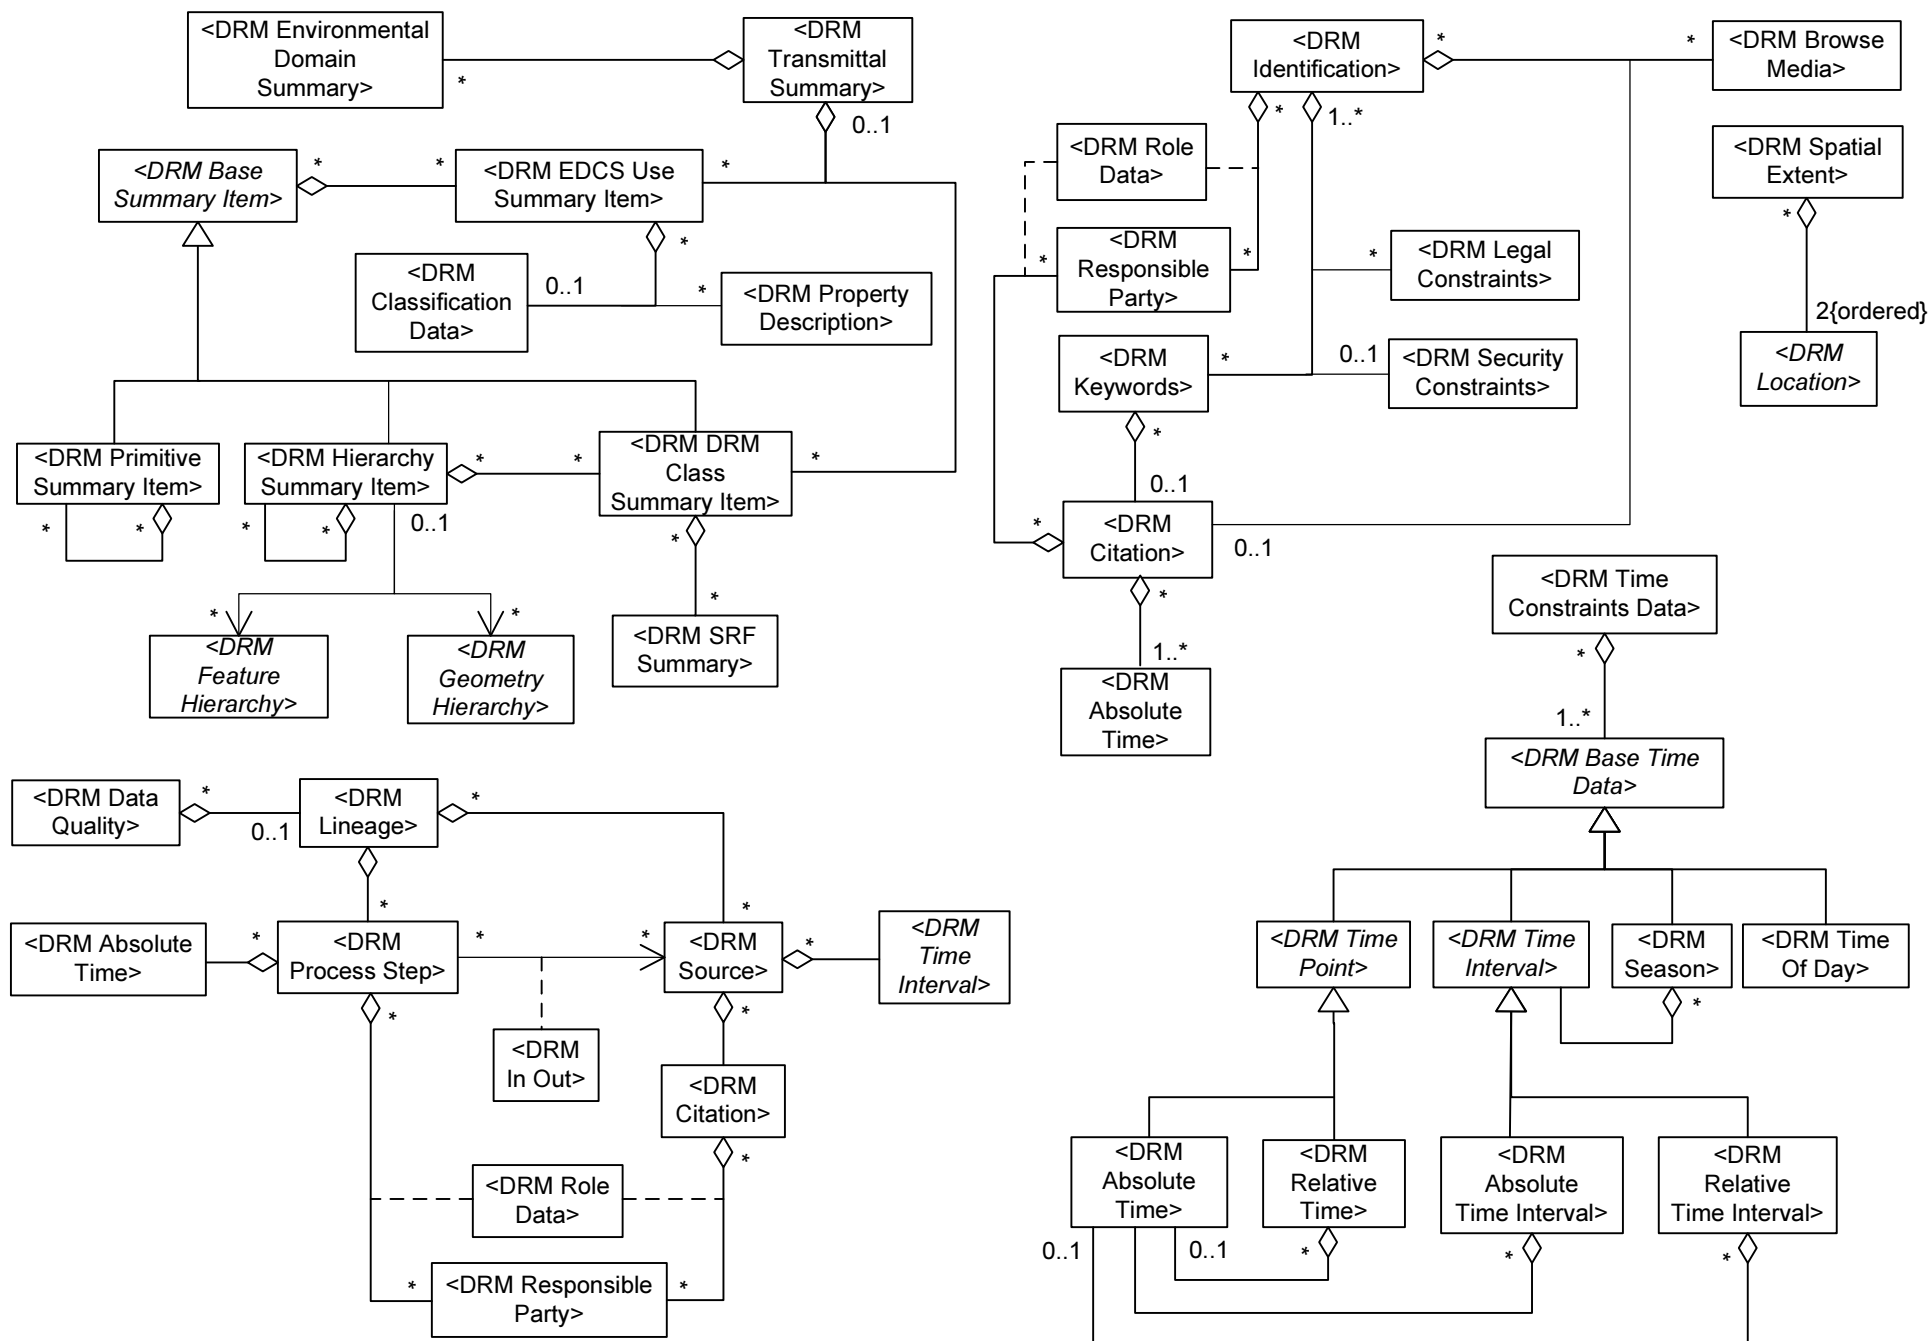 <DRM Environmental
Domain
Summary>
*
<DRM
Transmittal
Summary>
0..1
<DRM Base
Summary Item>
*
*
<DRM EDCS Use
Summary Item>
*
*
<DRM
Classification
Data>
0..1
*
<DRM Property
Description>
<DRM Primitive
Summary Item>
*
*
<DRM Hierarchy
Summary Item>
*
*
*
*
0..1
<DRM DRM
Class
Summary Item>
*
*
*
<DRM SRF
Summary>
*
*
<DRM
Feature
Hierarchy>
<DRM
Geometry
Hierarchy>
<DRM
Identification>
*
*
<DRM Browse
Media>
*
1..*
<DRM Role
Data>
<DRM Spatial
Extent>
*
2{ordered}
<DRM
Location>
*
<DRM
Responsible
Party>
*
*
<DRM Legal
Constraints>
<DRM
Keywords>
*
0..1
<DRM Security
Constraints>
*
0..1
*
<DRM
Citation>
0..1
*
1..*
<DRM
Absolute
Time>
<DRM Time
Constraints Data>
*
1..*
<DRM Base Time
Data>
<DRM Data
Quality>
*
0..1
<DRM
Lineage>
*
*
*
<DRM Absolute
Time>
*
<DRM
Process Step>
*
*
<DRM
Source>
*
<DRM
Time
Interval>
*
*
<DRM
In Out>
<DRM
Citation>
*
<DRM Role
Data>
*
<DRM Responsible
Party>
*
<DRM Time
Point>
<DRM Time
Interval>
<DRM
Season>
*
<DRM Time
Of Day>
<DRM
Absolute
Time>
0..1
0..1
<DRM
Relative
Time>
*
<DRM
Absolute
Time Interval>
*
<DRM
Relative
Time Interval>
*